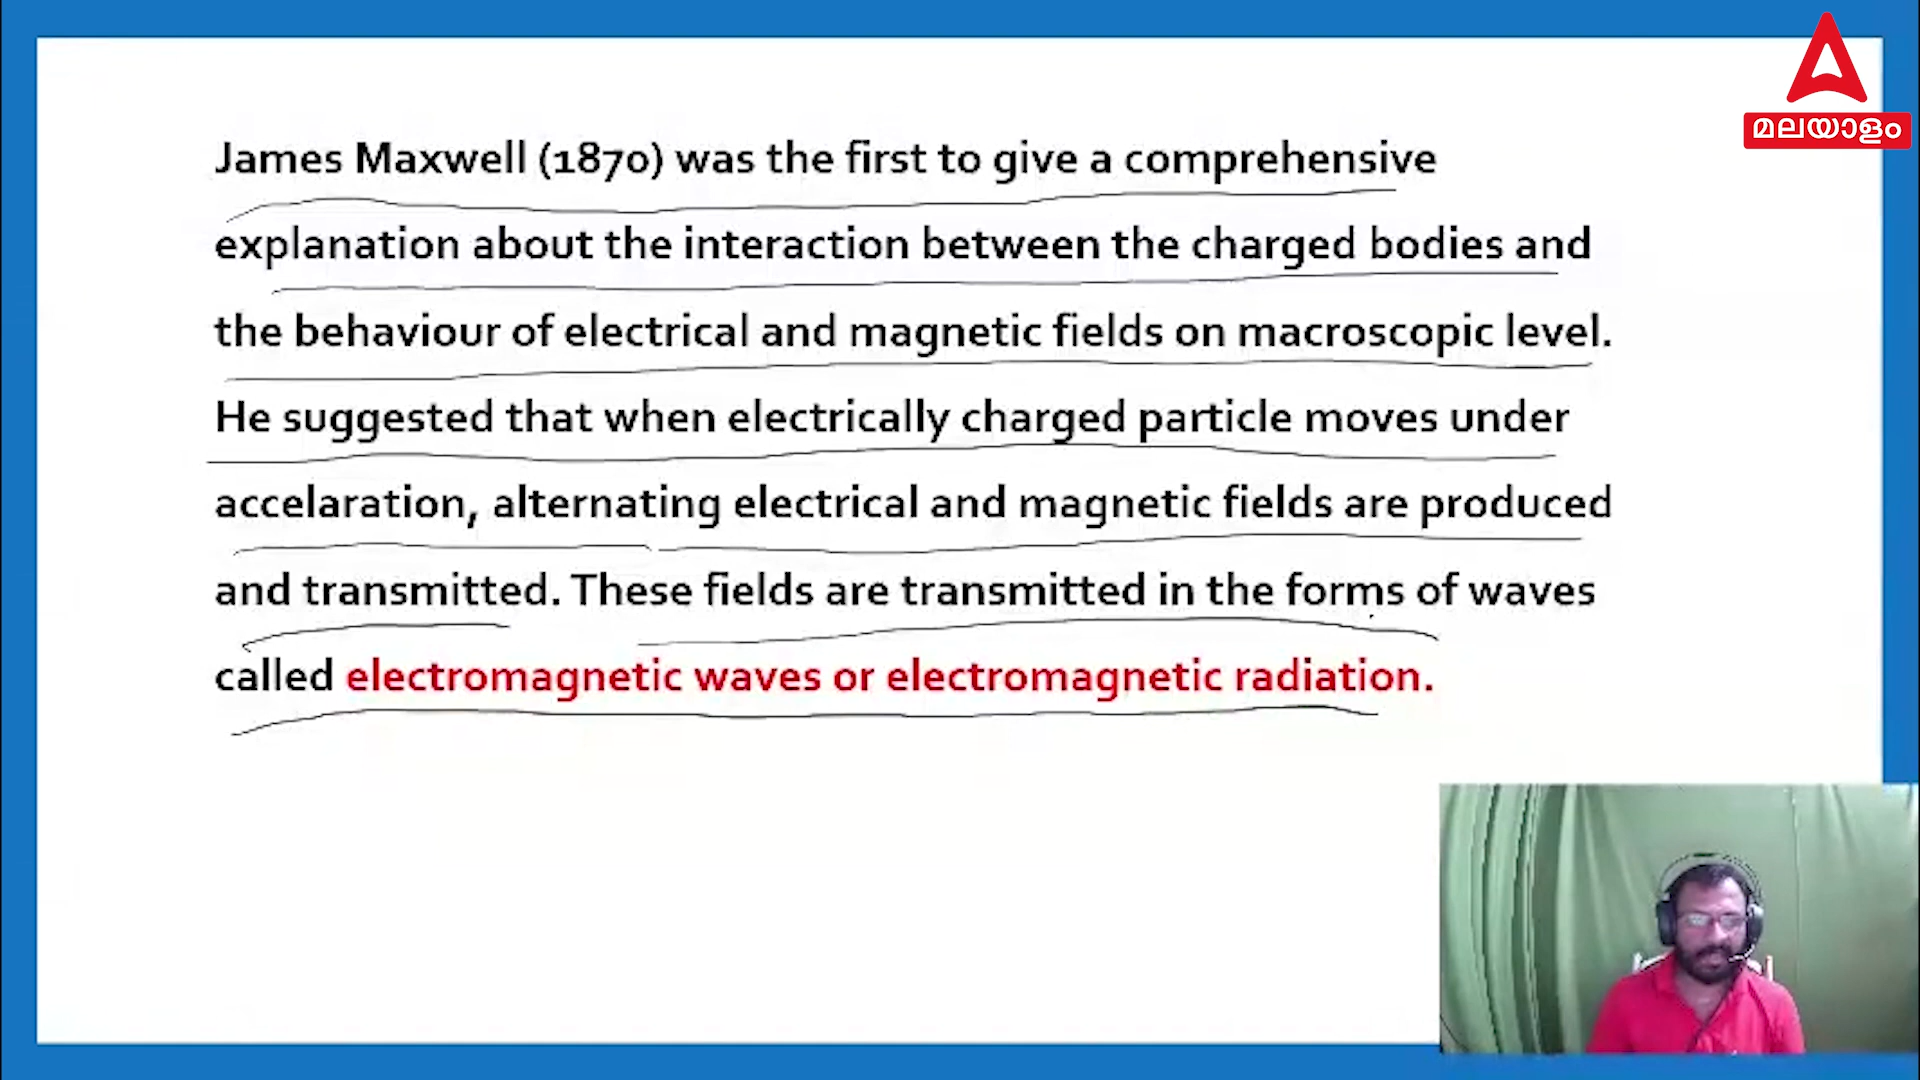 James Maxwell (1870) was the first to give a comprehensive
explanation about the interaction between the charged bodies and
the behaviour of electrical and magnetic fields on macroscopic level.
He suggested that when electrically charged particle moves under
accelaration, alternating electrical and magnetic fields are produced
and transmitted. These fields are transmitted in the forms of waves
called electromagnetic waves or electromagnetic radiation.
മലയാളം